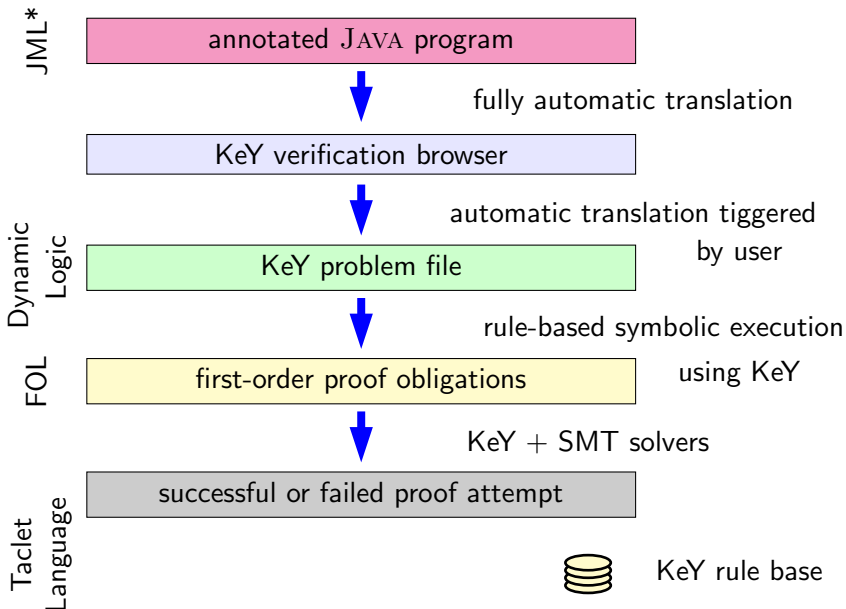 JML*
annotated JAVA program
fully automatic translation
KeY verification browser
automatic translation tiggered
by user
Dynamic
Logic
KeY problem file
rule-based symbolic execution
using KeY
FOL
first-order proof obligations
KeY + SMT solvers
successful or failed proof attempt
Taclet
Language
KeY rule base